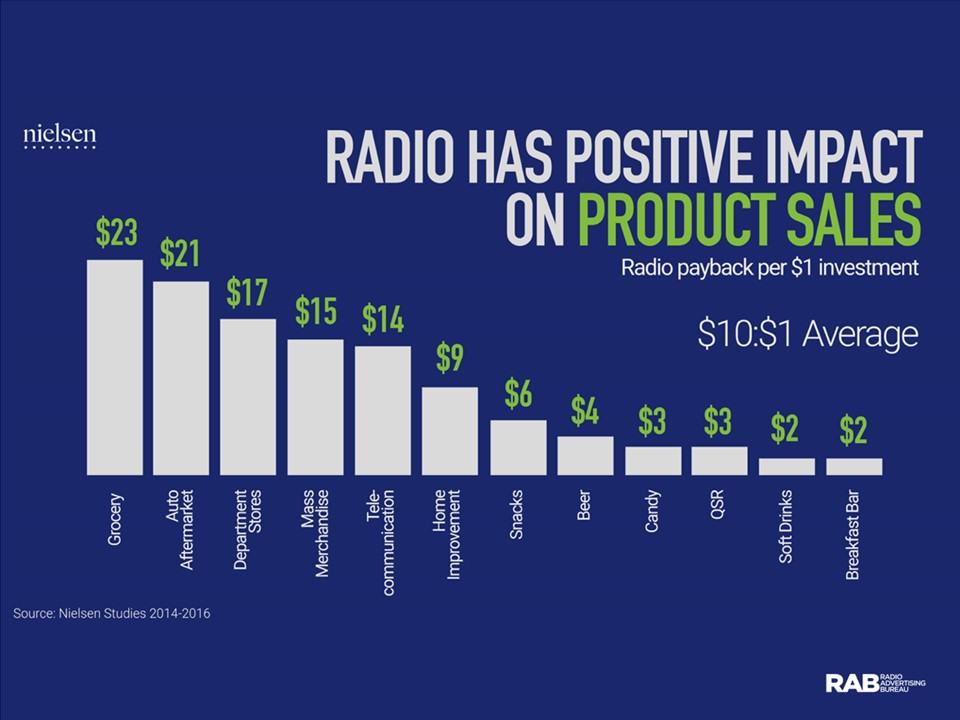 nielsen
RADIO HAS POSITIVE IMPACT
ON PRODUCT SALES
Radio payback per $1 investment
$10:$1 Average
$23
$21
$17
$15
$14
$9
$6
$4
$3
$3
$2
$2
Grocery
Auto
Aftermarket
Department
Stores
Mass
Merchandise
Tele-
communication
Home
Improvement
Snacks
Beer
Candy
QSR
Soft Drinks
Breakfast Bar
Source: Nielsen Studies 2014-2016
RAB RADIO
ADVERTISING
BUREAU